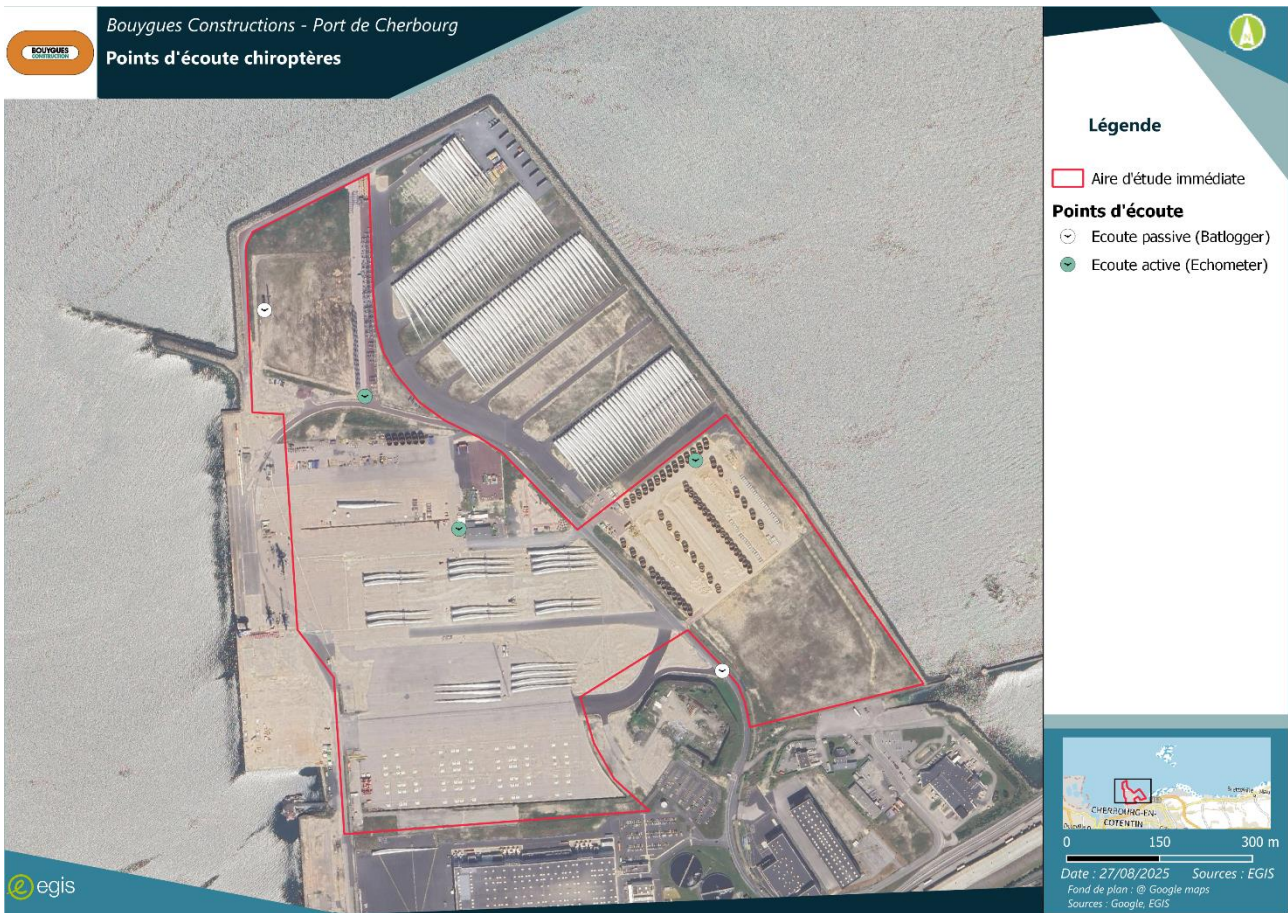 BOUYGUES
CONSTRUCTION
Bouygues Constructions - Port de Cherbourg
Points d'écoute chiroptères
N
Légende
Aire d'étude immédiate
Points d'écoute
Ecoute passive (Batlogger)
Ecoute active (Echometer)
CHERBOURG-EN-
COTENTIN
0 150 300 m
Date : 27/08/2025 Sources : EGIS
Fond de plan : @ Google maps
Sources : Google, EGIS
egis